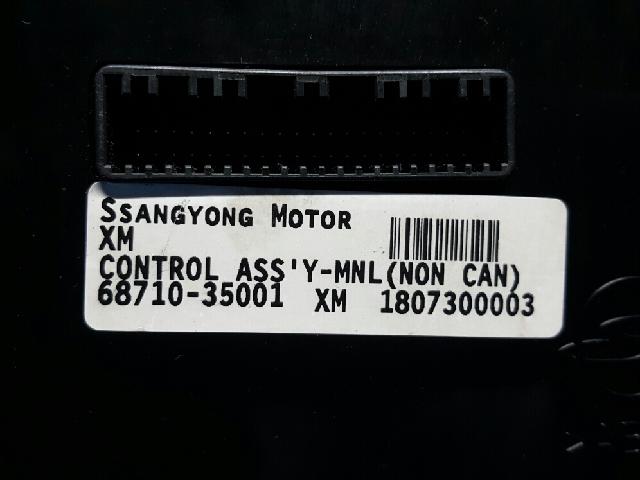 SSANGYONG MOTOR
XM
CONTROL ASS'Y-MNL(NON CAN)
68710-35001 XM 1807300003